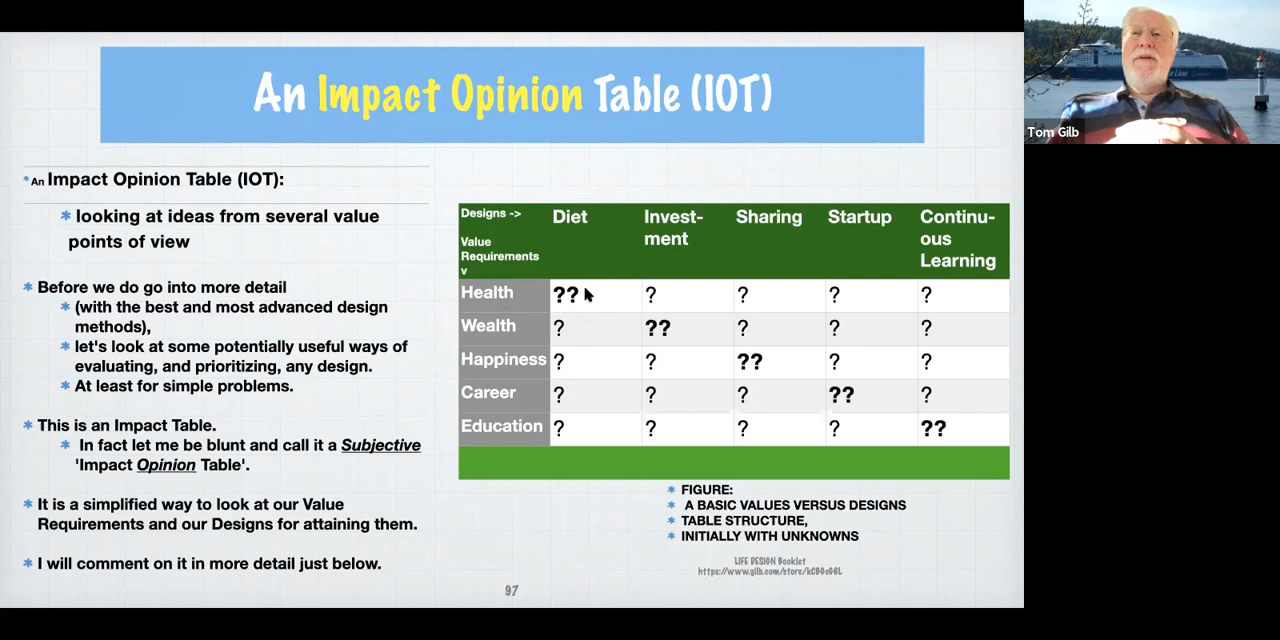 An Impact Opinion Table (IOT)
* An Impact Opinion Table (IOT):
* looking at ideas from several value
points of view
* Before we do go into more detail
* (with the best and most advanced design
methods),
* let's look at some potentially useful ways of
evaluating, and prioritizing, any design.
* At least for simple problems.
* This is an Impact Table.
* In fact let me be blunt and call it a Subjective
'Impact Opinion Table'.
* It is a simplified way to look at our Value
Requirements and our Designs for attaining them.
* I will comment on it in more detail just below.
Designs ->
Value
Requirements
v
Diet
Invest-
ment
Sharing
Startup
Continu-
ous
Learning
Health ?? ? ? ? ?
Wealth ? ?? ? ? ?
Happiness ? ? ?? ? ?
Career ? ? ? ?? ?
Education ? ? ? ? ??
* FIGURE:
* A BASIC VALUES VERSUS DESIGNS
* TABLE STRUCTURE,
* INITIALLY WITH UNKNOWNS
LIFE DESIGN Booklet
97
Tom Gilb